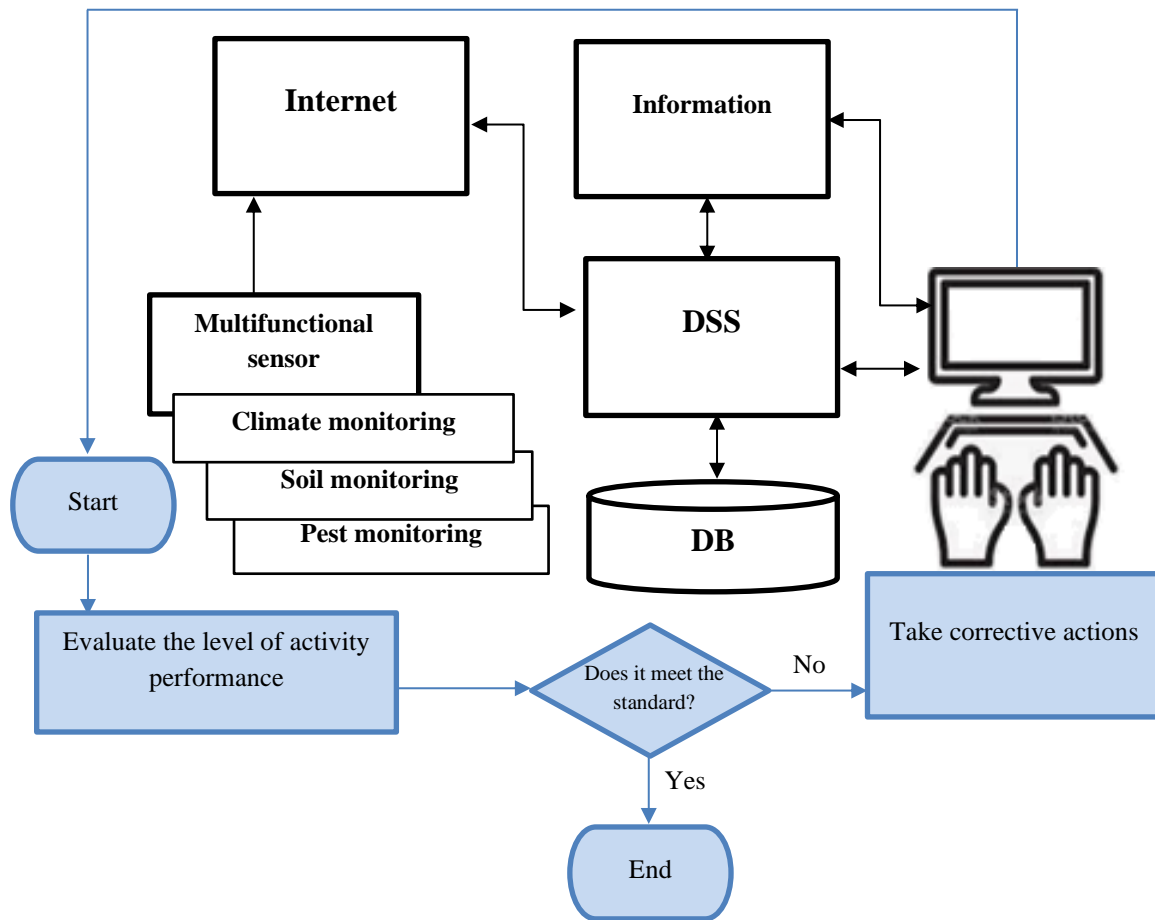 Internet
Information
Multifunctional
sensor
DSS
Climate monitoring
Soil monitoring
Start
Pest monitoring
DB
Evaluate the level of activity
performance
Does it meet the
standard?
No
Take corrective actions
Yes
End